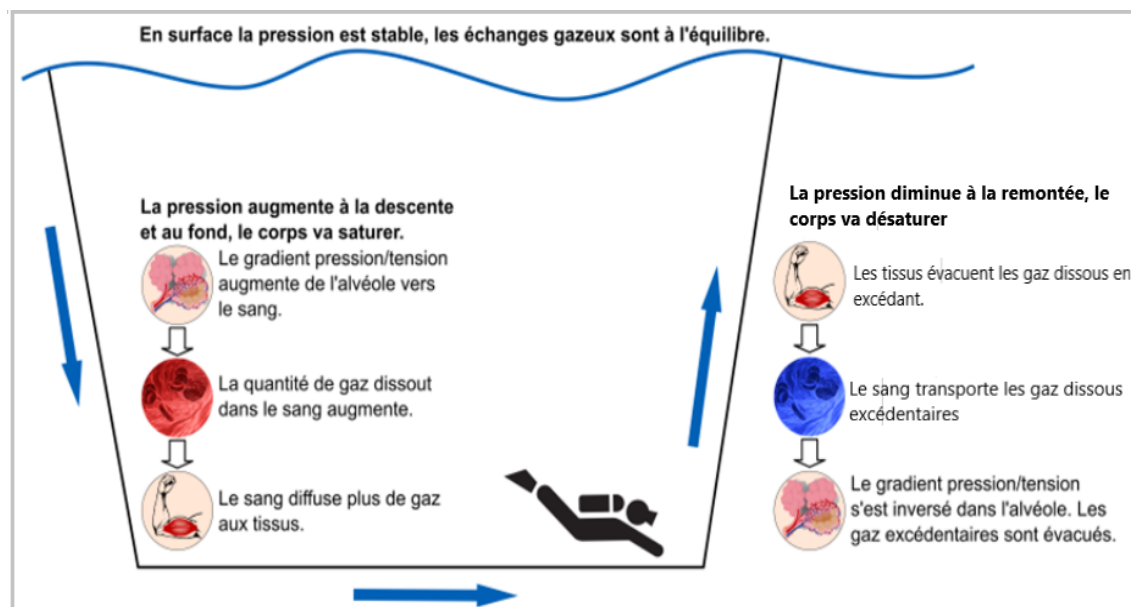 En surface la pression est stable, les échanges gazeux sont à l'équilibre.
La pression augmente à la descente
et au fond, le corps va saturer.
Le gradient pression/tension
augmente de l'alvéole vers
le sang.
La quantité de gaz dissout
dans le sang augmente.
Le sang diffuse plus de gaz
aux tissus.
La pression diminue à la remontée, le
corps va désaturer
Les tissus évacuent les gaz dissous en
excédant.
Le sang transporte les gaz dissous
excédentaires
Le gradient pression/tension
s'est inversé dans l'alvéole. Les
gaz excédentaires sont évacués.